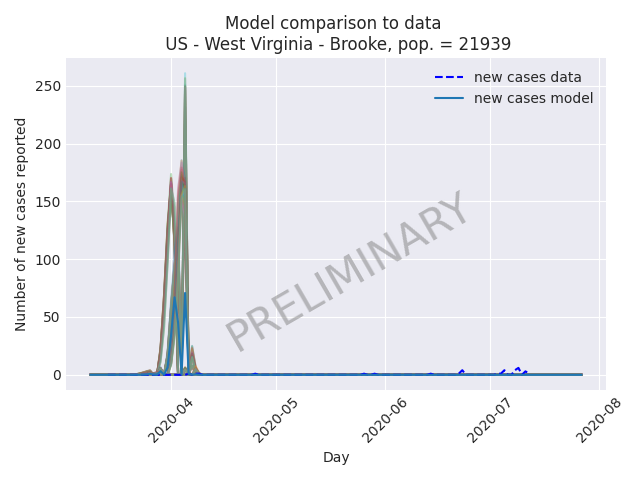 Model comparison to data
US - West Virginia - Brooke, pop. = 21939
new cases data
new cases model
Number of new cases reported
250
200
150
100
50
0
PRELIMINARY
2020-04
2020-05
2020-06
2020-07
2020-08
Day